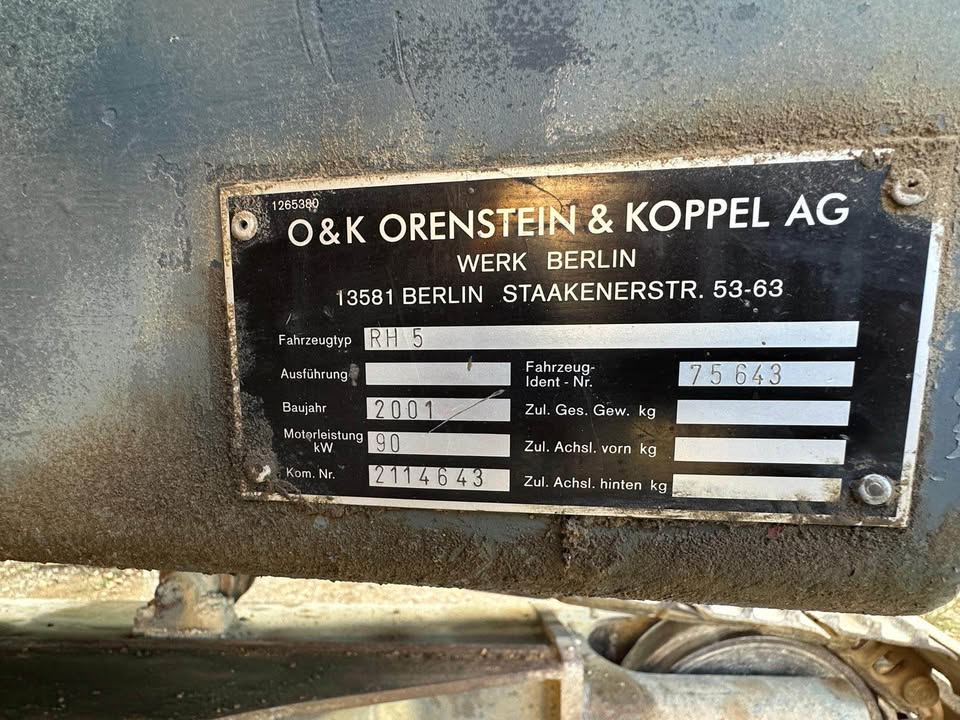 1265380
O&K ORENSTEIN & KOPPEL AG
WERK BERLIN
13581 BERLIN STAAKENERSTR. 53-63
Fahrzeugtyp RH 5
Ausführung
Fahrzeug-
Ident - Nr. 75643
Baujahr 2001
Zul. Ges. Gew. kg
Motorleistung
kW 90
Zul. Achsl. vorn kg
Kom. Nr. 2114643
Zul. Achsl. hinten kg